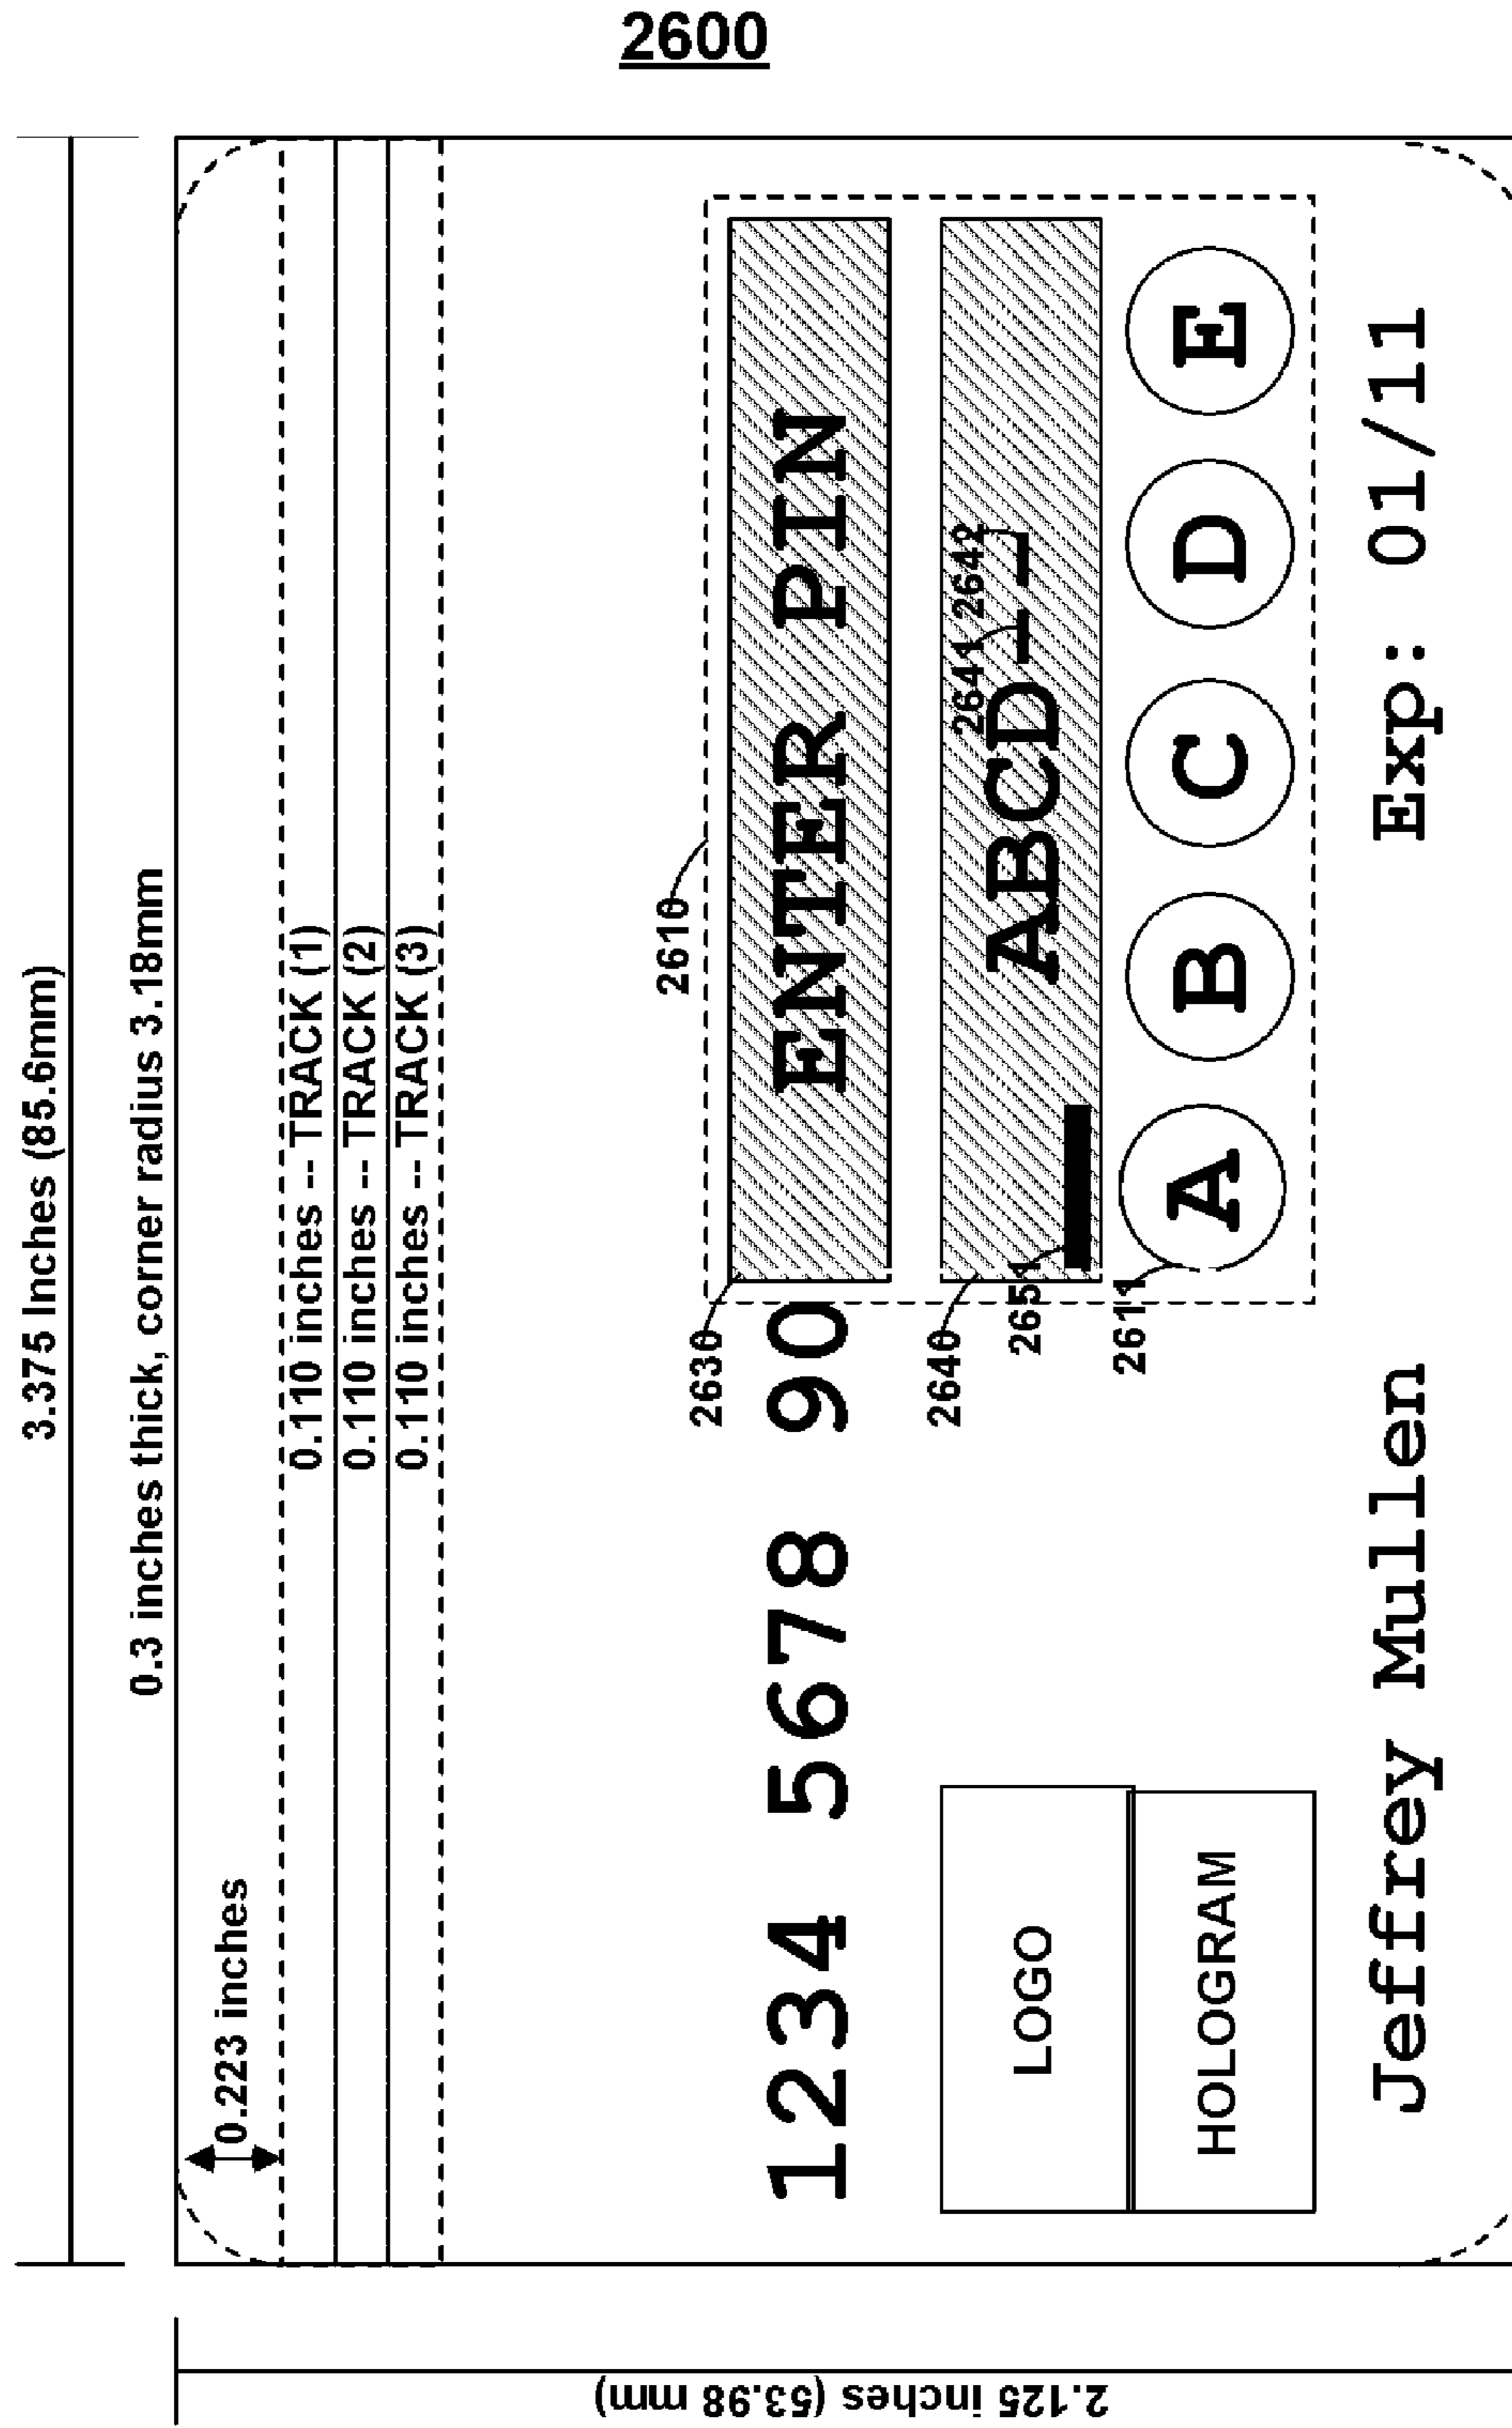 2600
3.375 Inches (85.6mm)
0.3 inches thick, corner radius 3.18mm
2.125 inches (53.98 mm)
0.223 inches
0.110 inches -- TRACK (1)
0.110 inches -- TRACK (2)
0.110 inches -- TRACK (3)
2610
2630
1234 5678 90
ENTER PIN
2640
2641 2642
ABCD _ _
2651
2611
LOGO
HOLOGRAM
A B C D E
Jeffrey Mullen Exp: 01/11